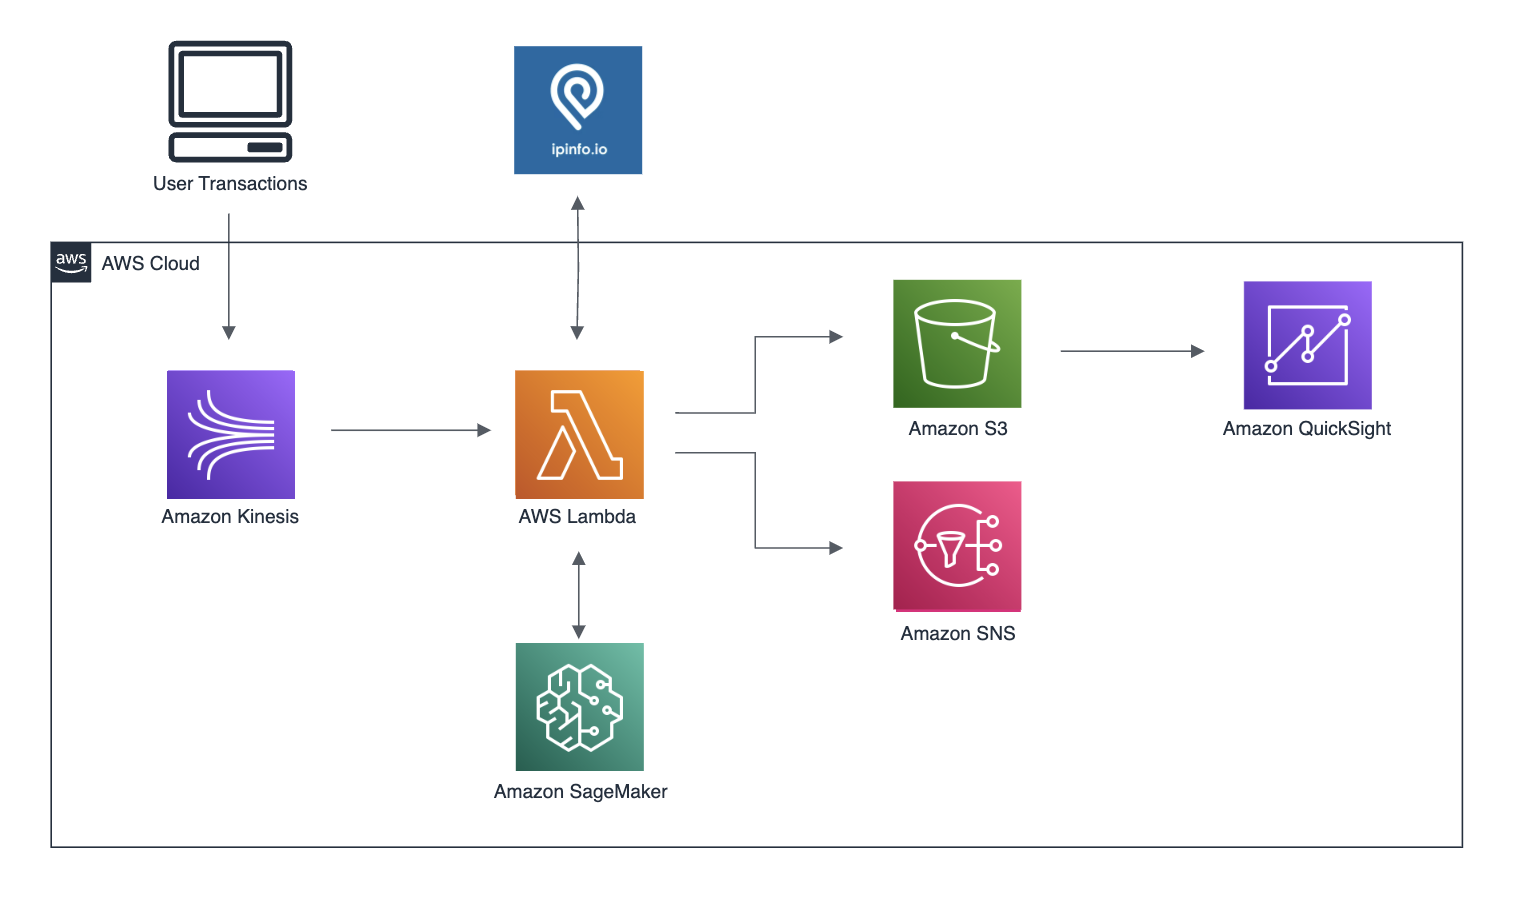 ipinfo.io
User Transactions
aws
AWS Cloud
Amazon S3
Amazon QuickSight
Amazon Kinesis
AWS Lambda
Amazon SNS
Amazon SageMaker